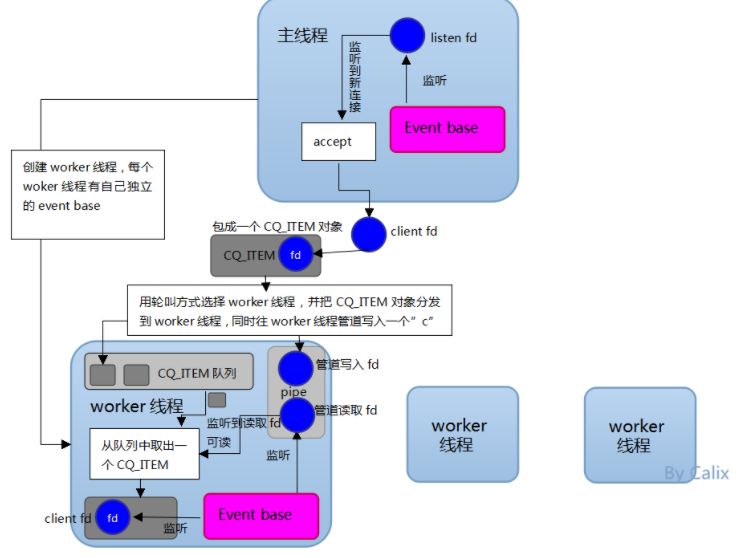 主线程
listen fd
监听到新连接
监听
Event base
accept
创建 worker 线程，每个
woker 线程有自己独立
的 event base
包成一个 CQ_ITEM 对象
client fd
CQ_ITEM
fd
用轮叫方式选择 worker 线程，并把 CQ_ITEM 对象分发
到 worker 线程，同时往 worker 线程管道写入一个”c”
CQ_ITEM 队列
管道写入 fd
pipe
worker 线程
管道读取 fd
监听到读取 fd
可读
从队列中取出一
个 CQ_ITEM
监听
client fd
fd
监听
Event base
worker
线程
worker
线程
By Calix